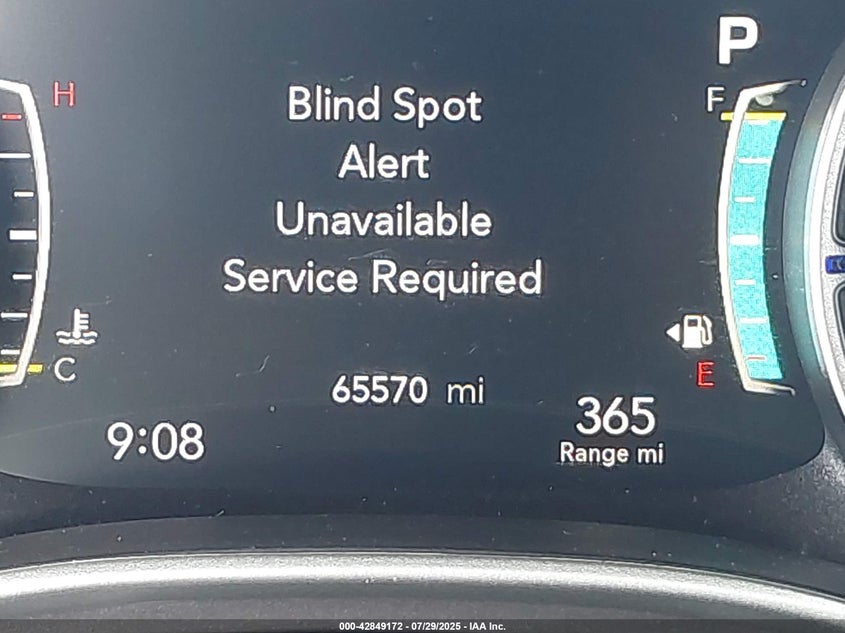 P
H
F
Blind Spot
Alert
Unavailable
Service Required
C
E
65570 mi
365
9:08
Range mi
000-42849172 - 07/29/2025 - IAA Inc.